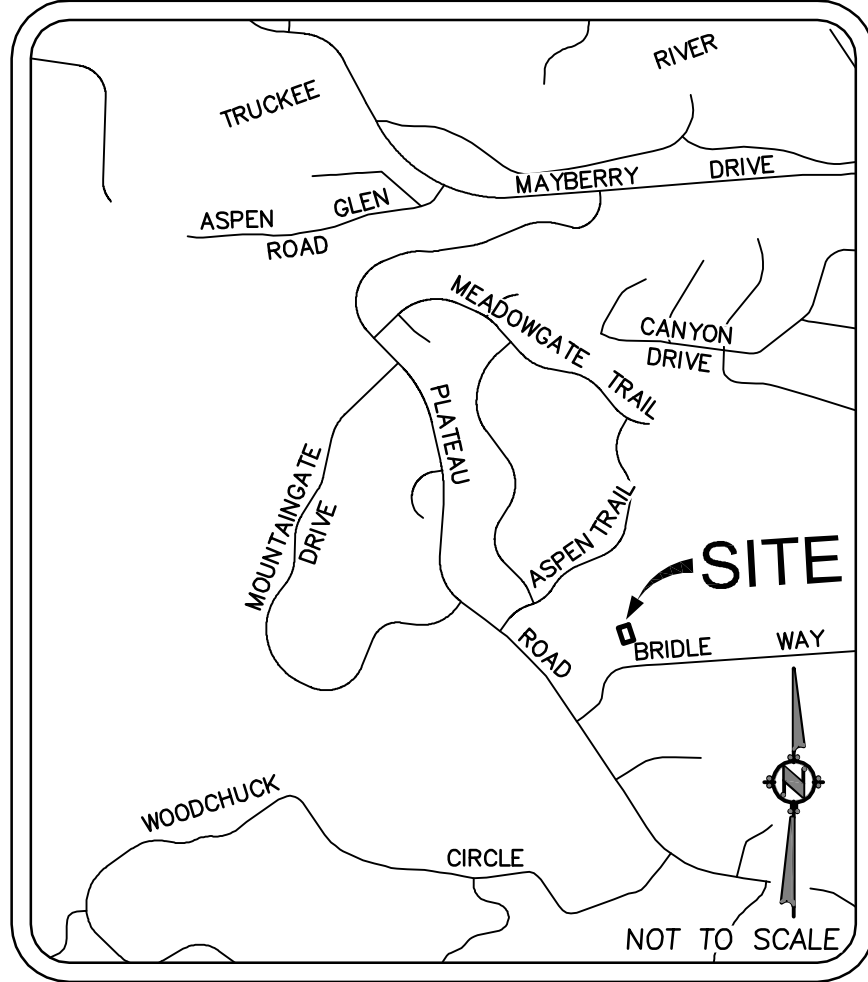 RIVER
TRUCKEE
MAYBERRY DRIVE
ASPEN GLEN
ROAD
MEADOWGATE TRAIL
CANYON
DRIVE
PLATEAU
ROAD
MOUNTAINGATE
DRIVE
ASPEN TRAIL
SITE
BRIDLE WAY
WOODCHUCK
CIRCLE
N
NOT TO SCALE